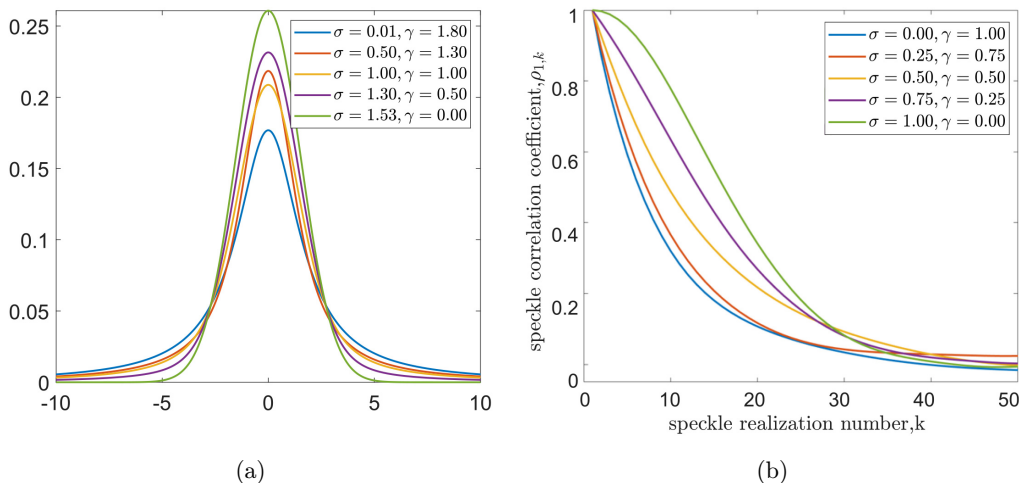 0.25
0.2
0.15
0.1
0.05
0
-10
-5
0
5
10
σ = 0.01, γ = 1.80
σ = 0.50, γ = 1.30
σ = 1.00, γ = 1.00
σ = 1.30, γ = 0.50
σ = 1.53, γ = 0.00
(a)
speckle correlation coefficient,ρ1,k
1
0.8
0.6
0.4
0.2
0
0
10
20
30
40
50
speckle realization number,k
σ = 0.00, γ = 1.00
σ = 0.25, γ = 0.75
σ = 0.50, γ = 0.50
σ = 0.75, γ = 0.25
σ = 1.00, γ = 0.00
(b)